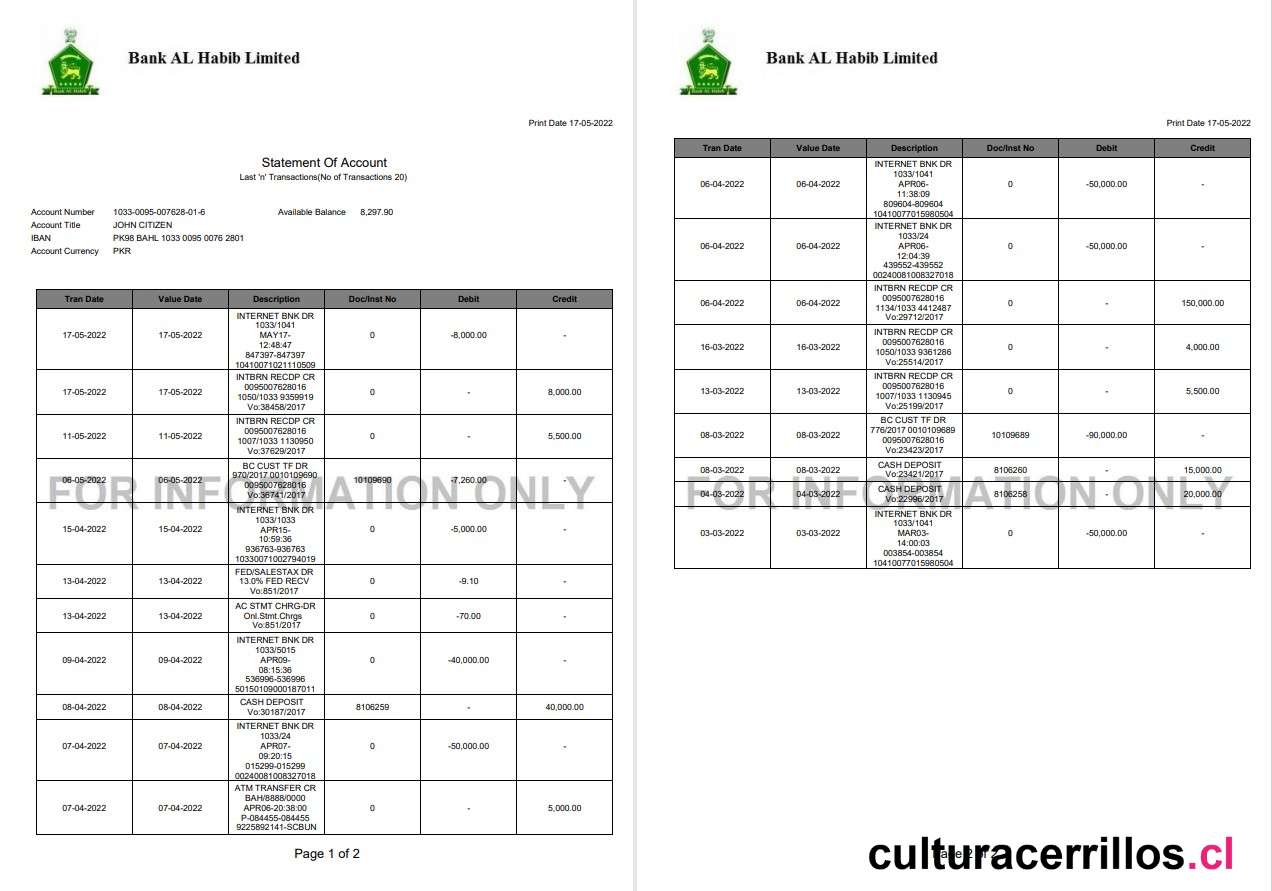 Bank AL Habib Limited
Print Date 17-05-2022
Statement Of Account
Last 'n' Transactions(No of Transactions 20)
Account Number 1033-0095-007628-01-6 Available Balance 8,297.90
Account Title JOHN CITIZEN
IBAN PK98 BAHL 1033 0095 0076 2801
Account Currency PKR
Tran Date Value Date Description Doc/Inst No Debit Credit
INTERNET BNK DR
1033/1041
17-05-2022 17-05-2022 MAY17- 0 -8,000.00 -
12:48:47
847397-847397
10410071021110509
INTBRN RECDP CR
0095007628016
17-05-2022 17-05-2022 1050/1033 9359919 0 - 8,000.00
Vo:38458/2017
INTBRN RECDP CR
0095007628016
11-05-2022 11-05-2022 1007/1033 1130950 0 - 5,500.00
Vo:37629/2017
BC CUST TF DR
970/2017 0010109690
06-05-2022 06-05-2022 0095007628016 10109690 -7,260.00 -
Vo:36741/2017
FOR INFORMATION ONLY
INTERNET BNK DR
1033/1033
15-04-2022 15-04-2022 APR15- 0 -5,000.00 -
10:59:36
936763-936763
10330071002794019
FED/SALESTAX DR
13-04-2022 13-04-2022 13.0% FED RECV 0 -9.10 -
Vo:851/2017
AC STMT CHRG-DR
13-04-2022 13-04-2022 Onl.Stmt.Chrgs 0 -70.00 -
Vo:851/2017
INTERNET BNK DR
1033/5015
09-04-2022 09-04-2022 APR09- 0 -40,000.00 -
08:15:36
536996-536996
50150109000187011
CASH DEPOSIT
08-04-2022 08-04-2022 Vo:30187/2017 8106259 - 40,000.00
INTERNET BNK DR
1033/24
07-04-2022 07-04-2022 APR07- 0 -50,000.00 -
09:20:15
015299-015299
00240081008327018
ATM TRANSFER CR
BAH/8888/0000
07-04-2022 07-04-2022 APR06-20:38:00 0 - 5,000.00
P-084455-084455
9225892141-SCBUN
Page 1 of 2
Bank AL Habib Limited
Print Date 17-05-2022
Tran Date Value Date Description Doc/Inst No Debit Credit
INTERNET BNK DR
1033/1041
06-04-2022 06-04-2022 APR06- 0 -50,000.00 -
11:38:09
809604-809604
10410077015980504
INTERNET BNK DR
1033/24
06-04-2022 06-04-2022 APR06- 0 -50,000.00 -
12:04:39
439552-439552
00240081008327018
INTBRN RECDP CR
0095007628016
06-04-2022 06-04-2022 1134/1033 4412487 0 - 150,000.00
Vo:29712/2017
INTBRN RECDP CR
0095007628016
16-03-2022 16-03-2022 1050/1033 9361286 0 - 4,000.00
Vo:25514/2017
INTBRN RECDP CR
0095007628016
13-03-2022 13-03-2022 1007/1033 1130945 0 - 5,500.00
Vo:25199/2017
BC CUST TF DR
776/2017 0010109689
08-03-2022 08-03-2022 0095007628016 10109689 -90,000.00 -
Vo:23423/2017
CASH DEPOSIT
08-03-2022 08-03-2022 Vo:23421/2017 8106260 - 15,000.00
CASH DEPOSIT
04-03-2022 04-03-2022 Vo:22996/2017 8106258 - 20,000.00
FOR INFORMATION ONLY
INTERNET BNK DR
1033/1041
03-03-2022 03-03-2022 MAR03- 0 -50,000.00 -
14:00:03
003854-003854
10410077015980504
Page 2 of 2
culturacerrillos.cl